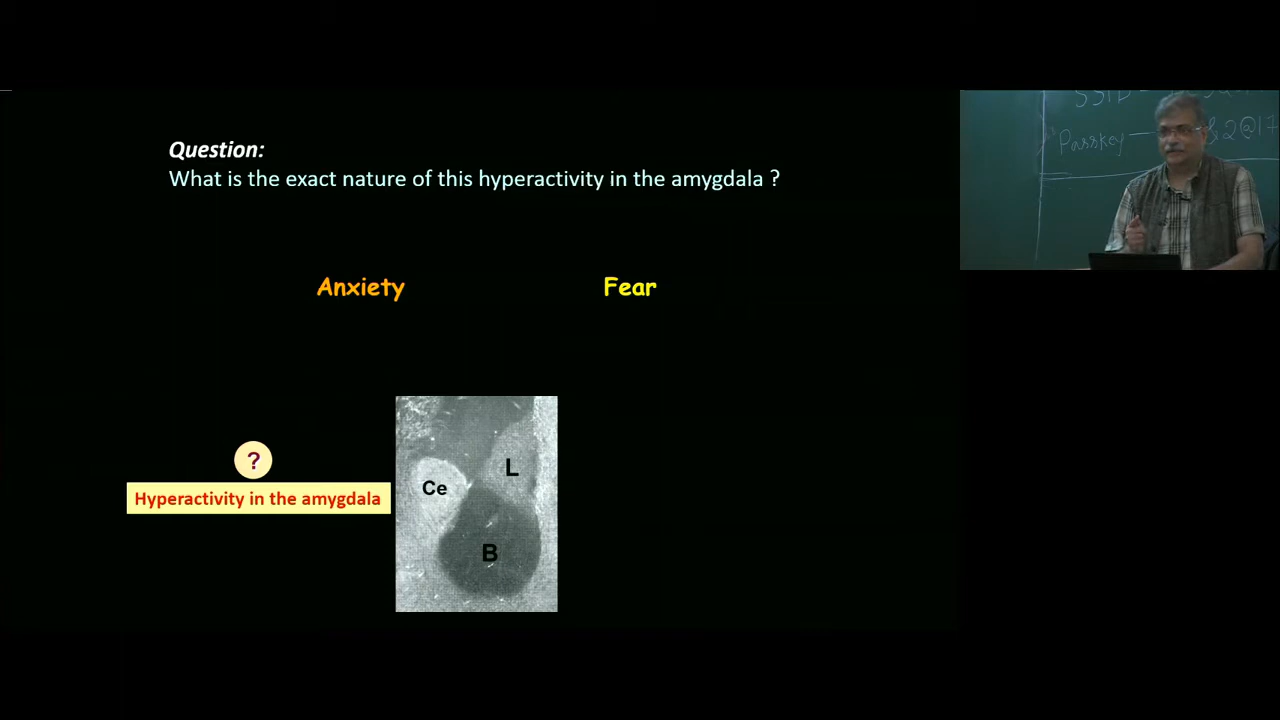 Question:
What is the exact nature of this hyperactivity in the amygdala ?
Anxiety
Fear
?
Hyperactivity in the amygdala
Ce
L
B
Passkey